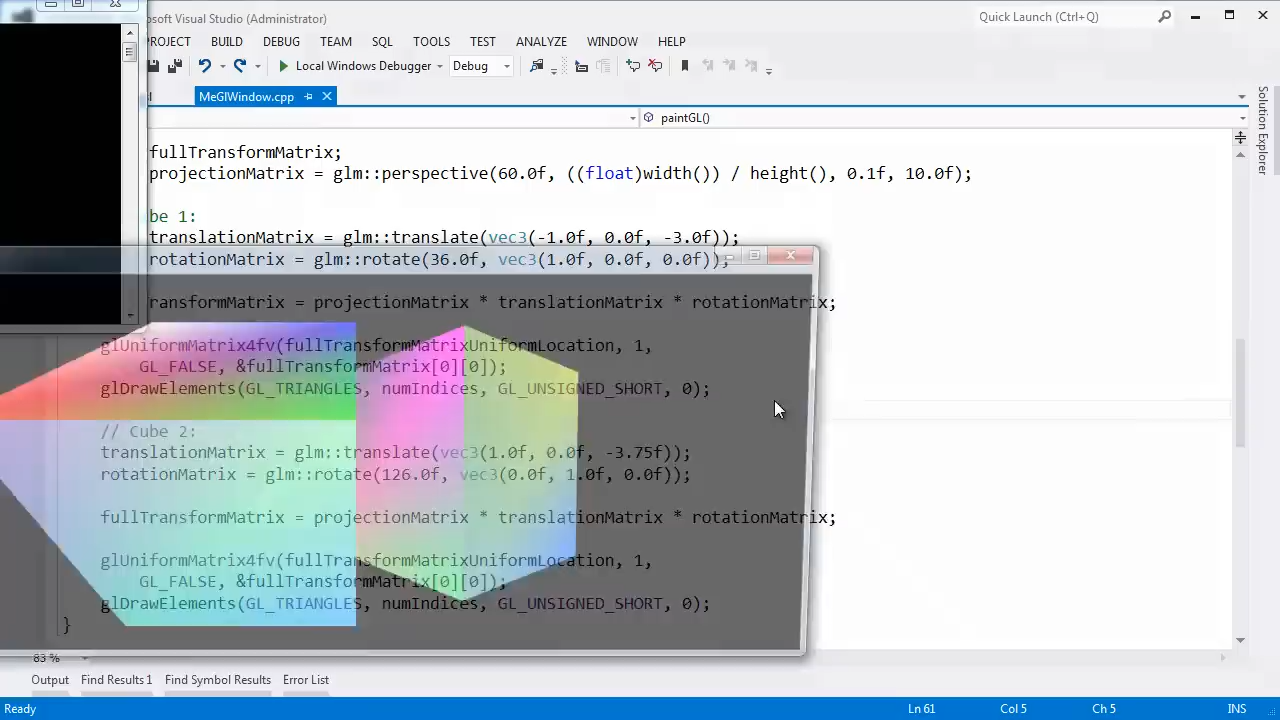 osoft Visual Studio (Administrator)
Quick Launch (Ctrl+Q)
ROJECT BUILD DEBUG TEAM SQL TOOLS TEST ANALYZE WINDOW HELP
Local Windows Debugger Debug
MeGlWindow.cpp
paintGL()
Solution Explorer
fullTransformMatrix;
projectionMatrix = glm::perspective(60.0f, ((float)width()) / height(), 0.1f, 10.0f);
be 1:
translationMatrix = glm::translate(vec3(-1.0f, 0.0f, -3.0f));
rotationMatrix = glm::rotate(36.0f, vec3(1.0f, 0.0f, 0.0f));
ransformMatrix = projectionMatrix * translationMatrix * rotationMatrix;
glUniformMatrix4fv(fullTransformMatrixUniformLocation, 1,
GL_FALSE, &fullTransformMatrix[0][0]);
glDrawElements(GL_TRIANGLES, numIndices, GL_UNSIGNED_SHORT, 0);
// Cube 2:
translationMatrix = glm::translate(vec3(1.0f, 0.0f, -3.75f));
rotationMatrix = glm::rotate(126.0f, vec3(0.0f, 1.0f, 0.0f));
fullTransformMatrix = projectionMatrix * translationMatrix * rotationMatrix;
glUniformMatrix4fv(fullTransformMatrixUniformLocation, 1,
GL_FALSE, &fullTransformMatrix[0][0]);
glDrawElements(GL_TRIANGLES, numIndices, GL_UNSIGNED_SHORT, 0);
}
83 %
Output Find Results 1 Find Symbol Results Error List
Ready Ln 61 Col 5 Ch 5 INS